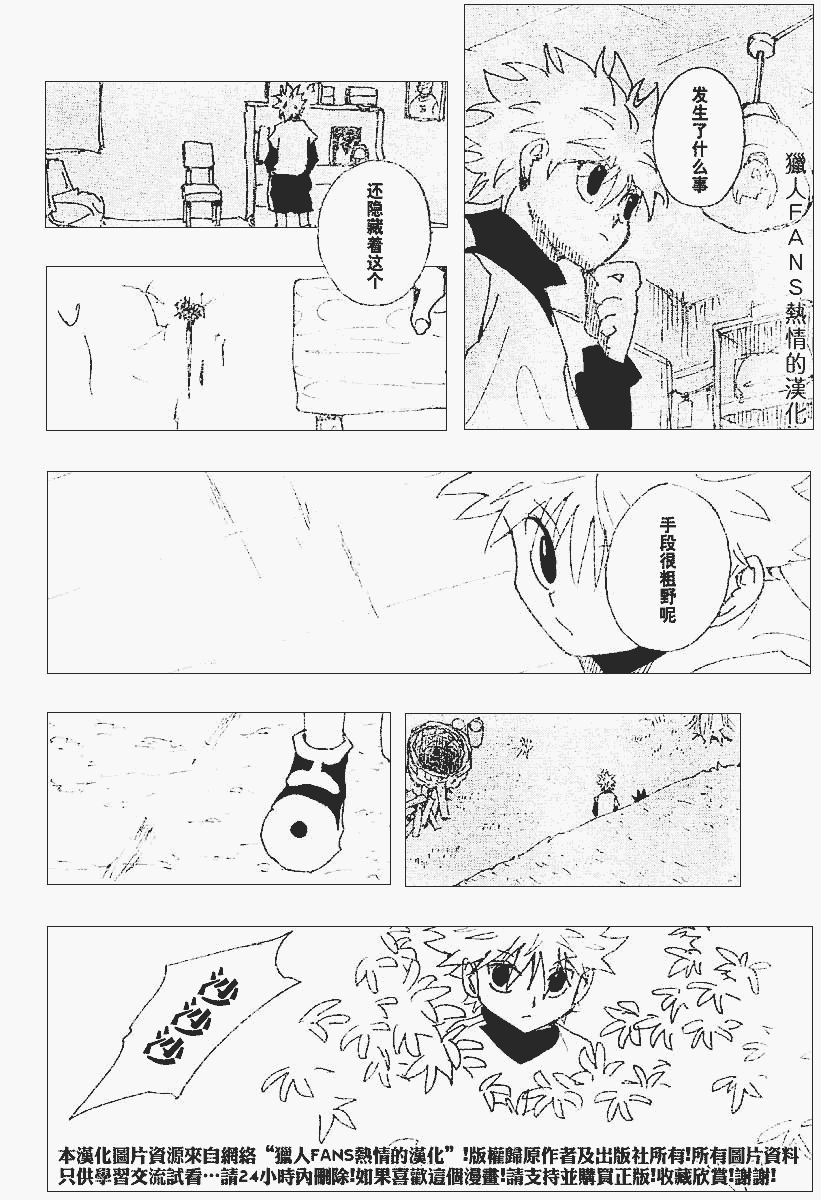 发生了什么事
獵人FANS熱情的漢化
还隐藏着这个
手段很粗野呢
沙
沙
沙
本漢化圖片資源來自網絡“獵人FANS熱情的漢化”!版權歸原作者及出版社所有!所有圖片資料
只供學習交流試看…請24小時內刪除!如果喜歡這個漫畫!請支持並購買正版!收藏欣賞!謝謝!